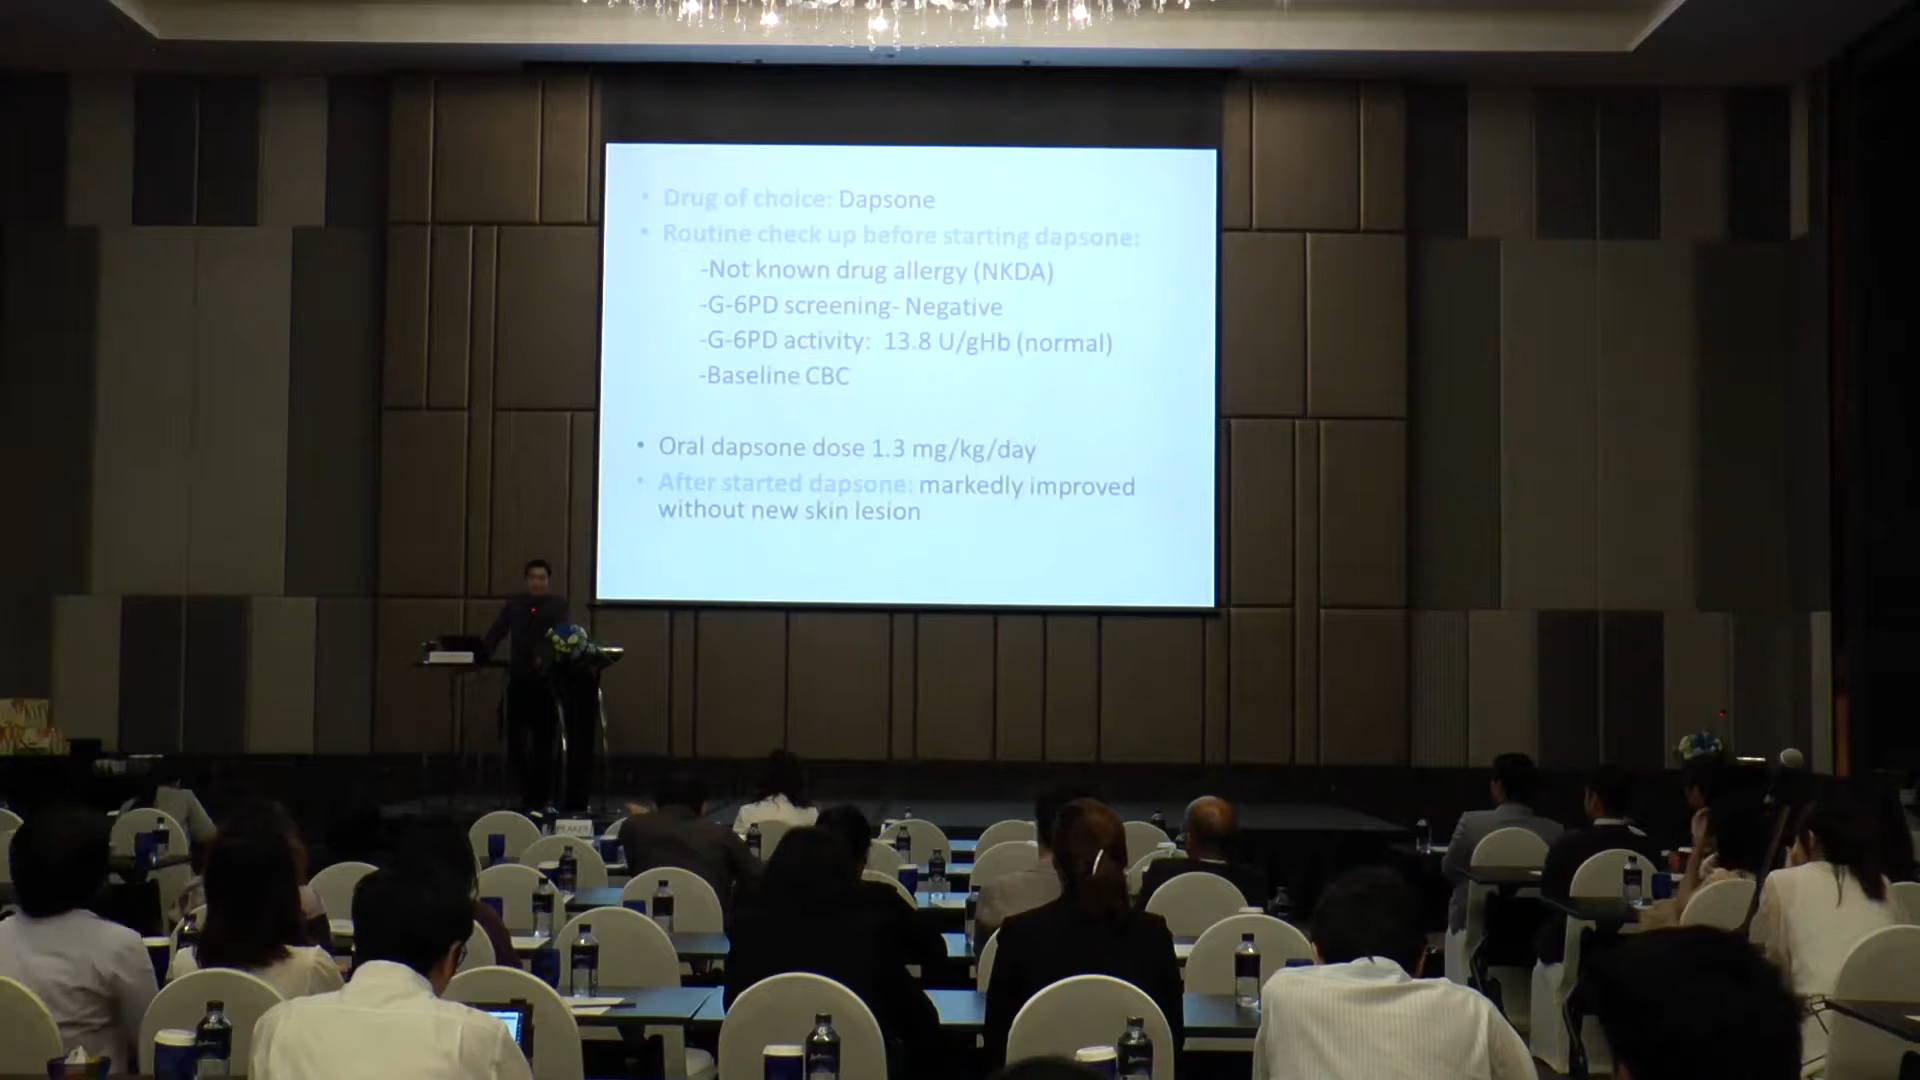 • Drug of choice: Dapsone
• Routine check up before starting dapsone:
-Not known drug allergy (NKDA)
-G-6PD screening- Negative
-G-6PD activity: 13.8 U/gHb (normal)
-Baseline CBC
• Oral dapsone dose 1.3 mg/kg/day
• After started dapsone: markedly improved
without new skin lesion